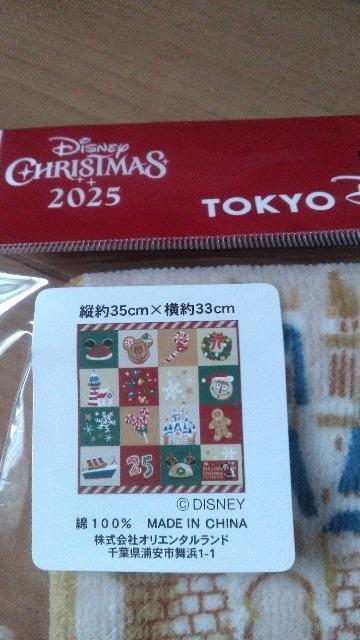 Disney
CHRISTMAS
2025
TOKYO
縦約35cm×横約33cm
25
©DISNEY
綿100% MADE IN CHINA
株式会社オリエンタルランド
千葉県浦安市舞浜1-1